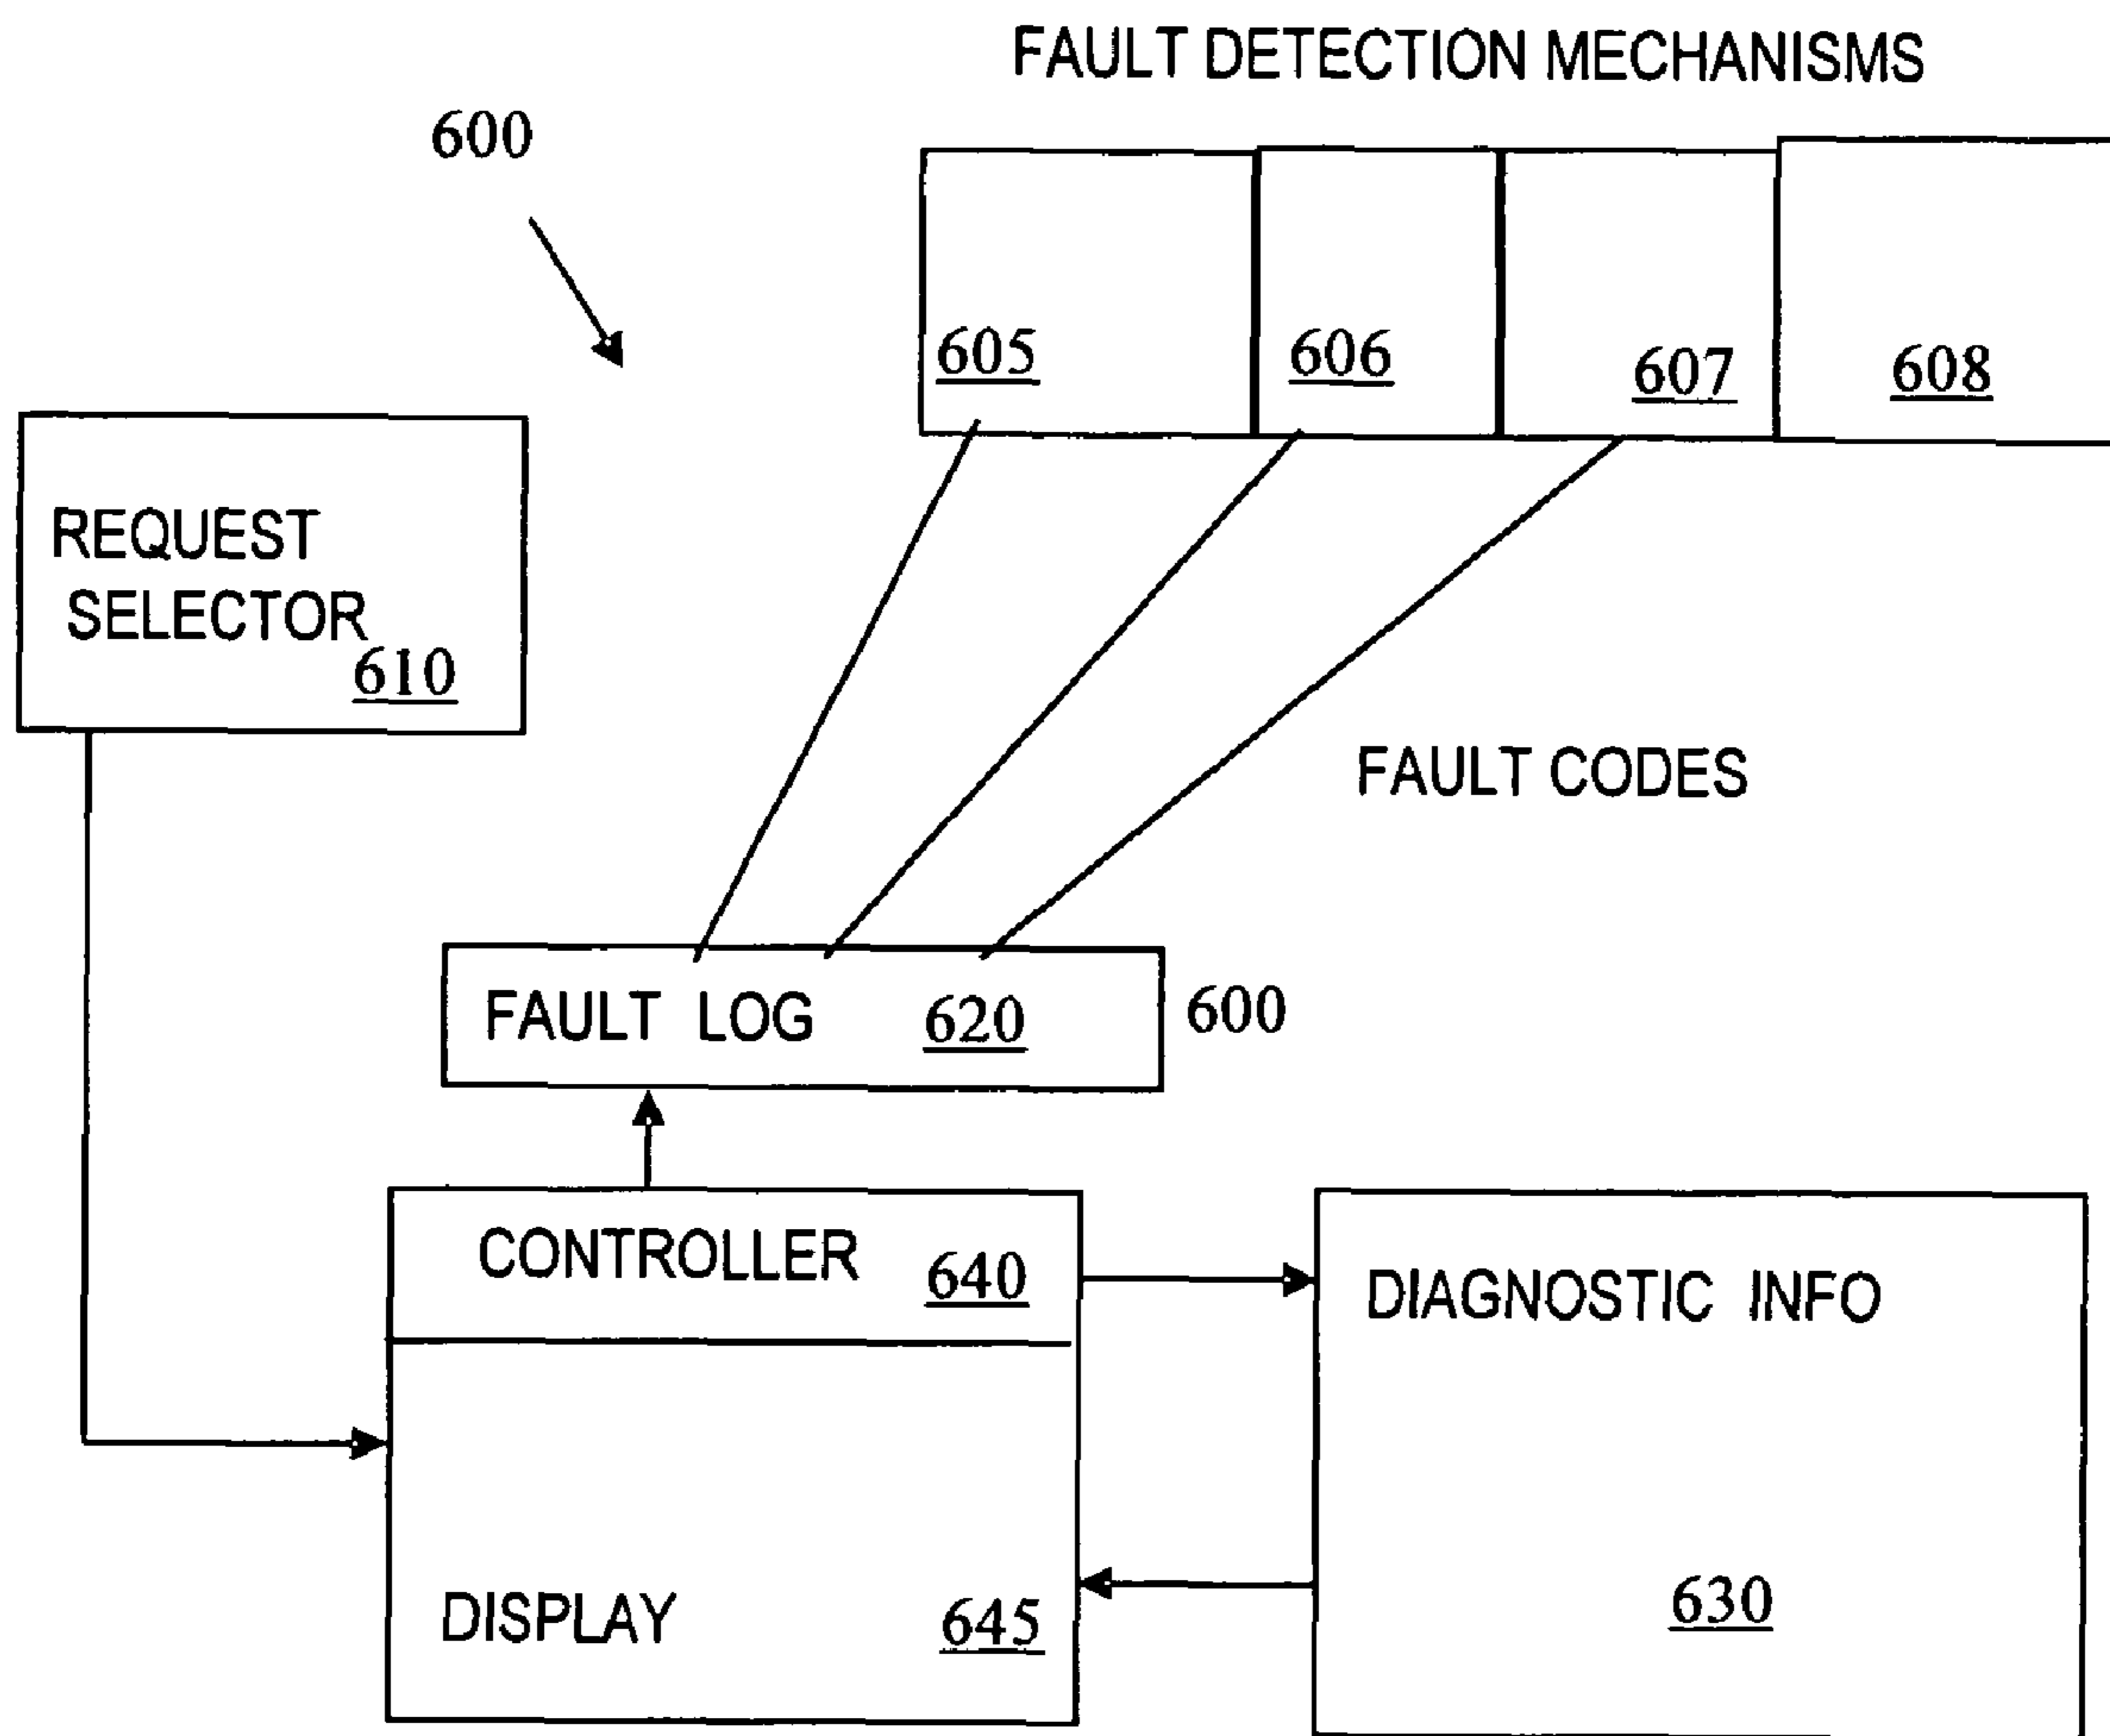 FAULT DETECTION MECHANISMS
600
605
606
607
608
REQUEST
SELECTOR
610
FAULT CODES
FAULT LOG 620
600
CONTROLLER 640
DIAGNOSTIC INFO
DISPLAY 645
630